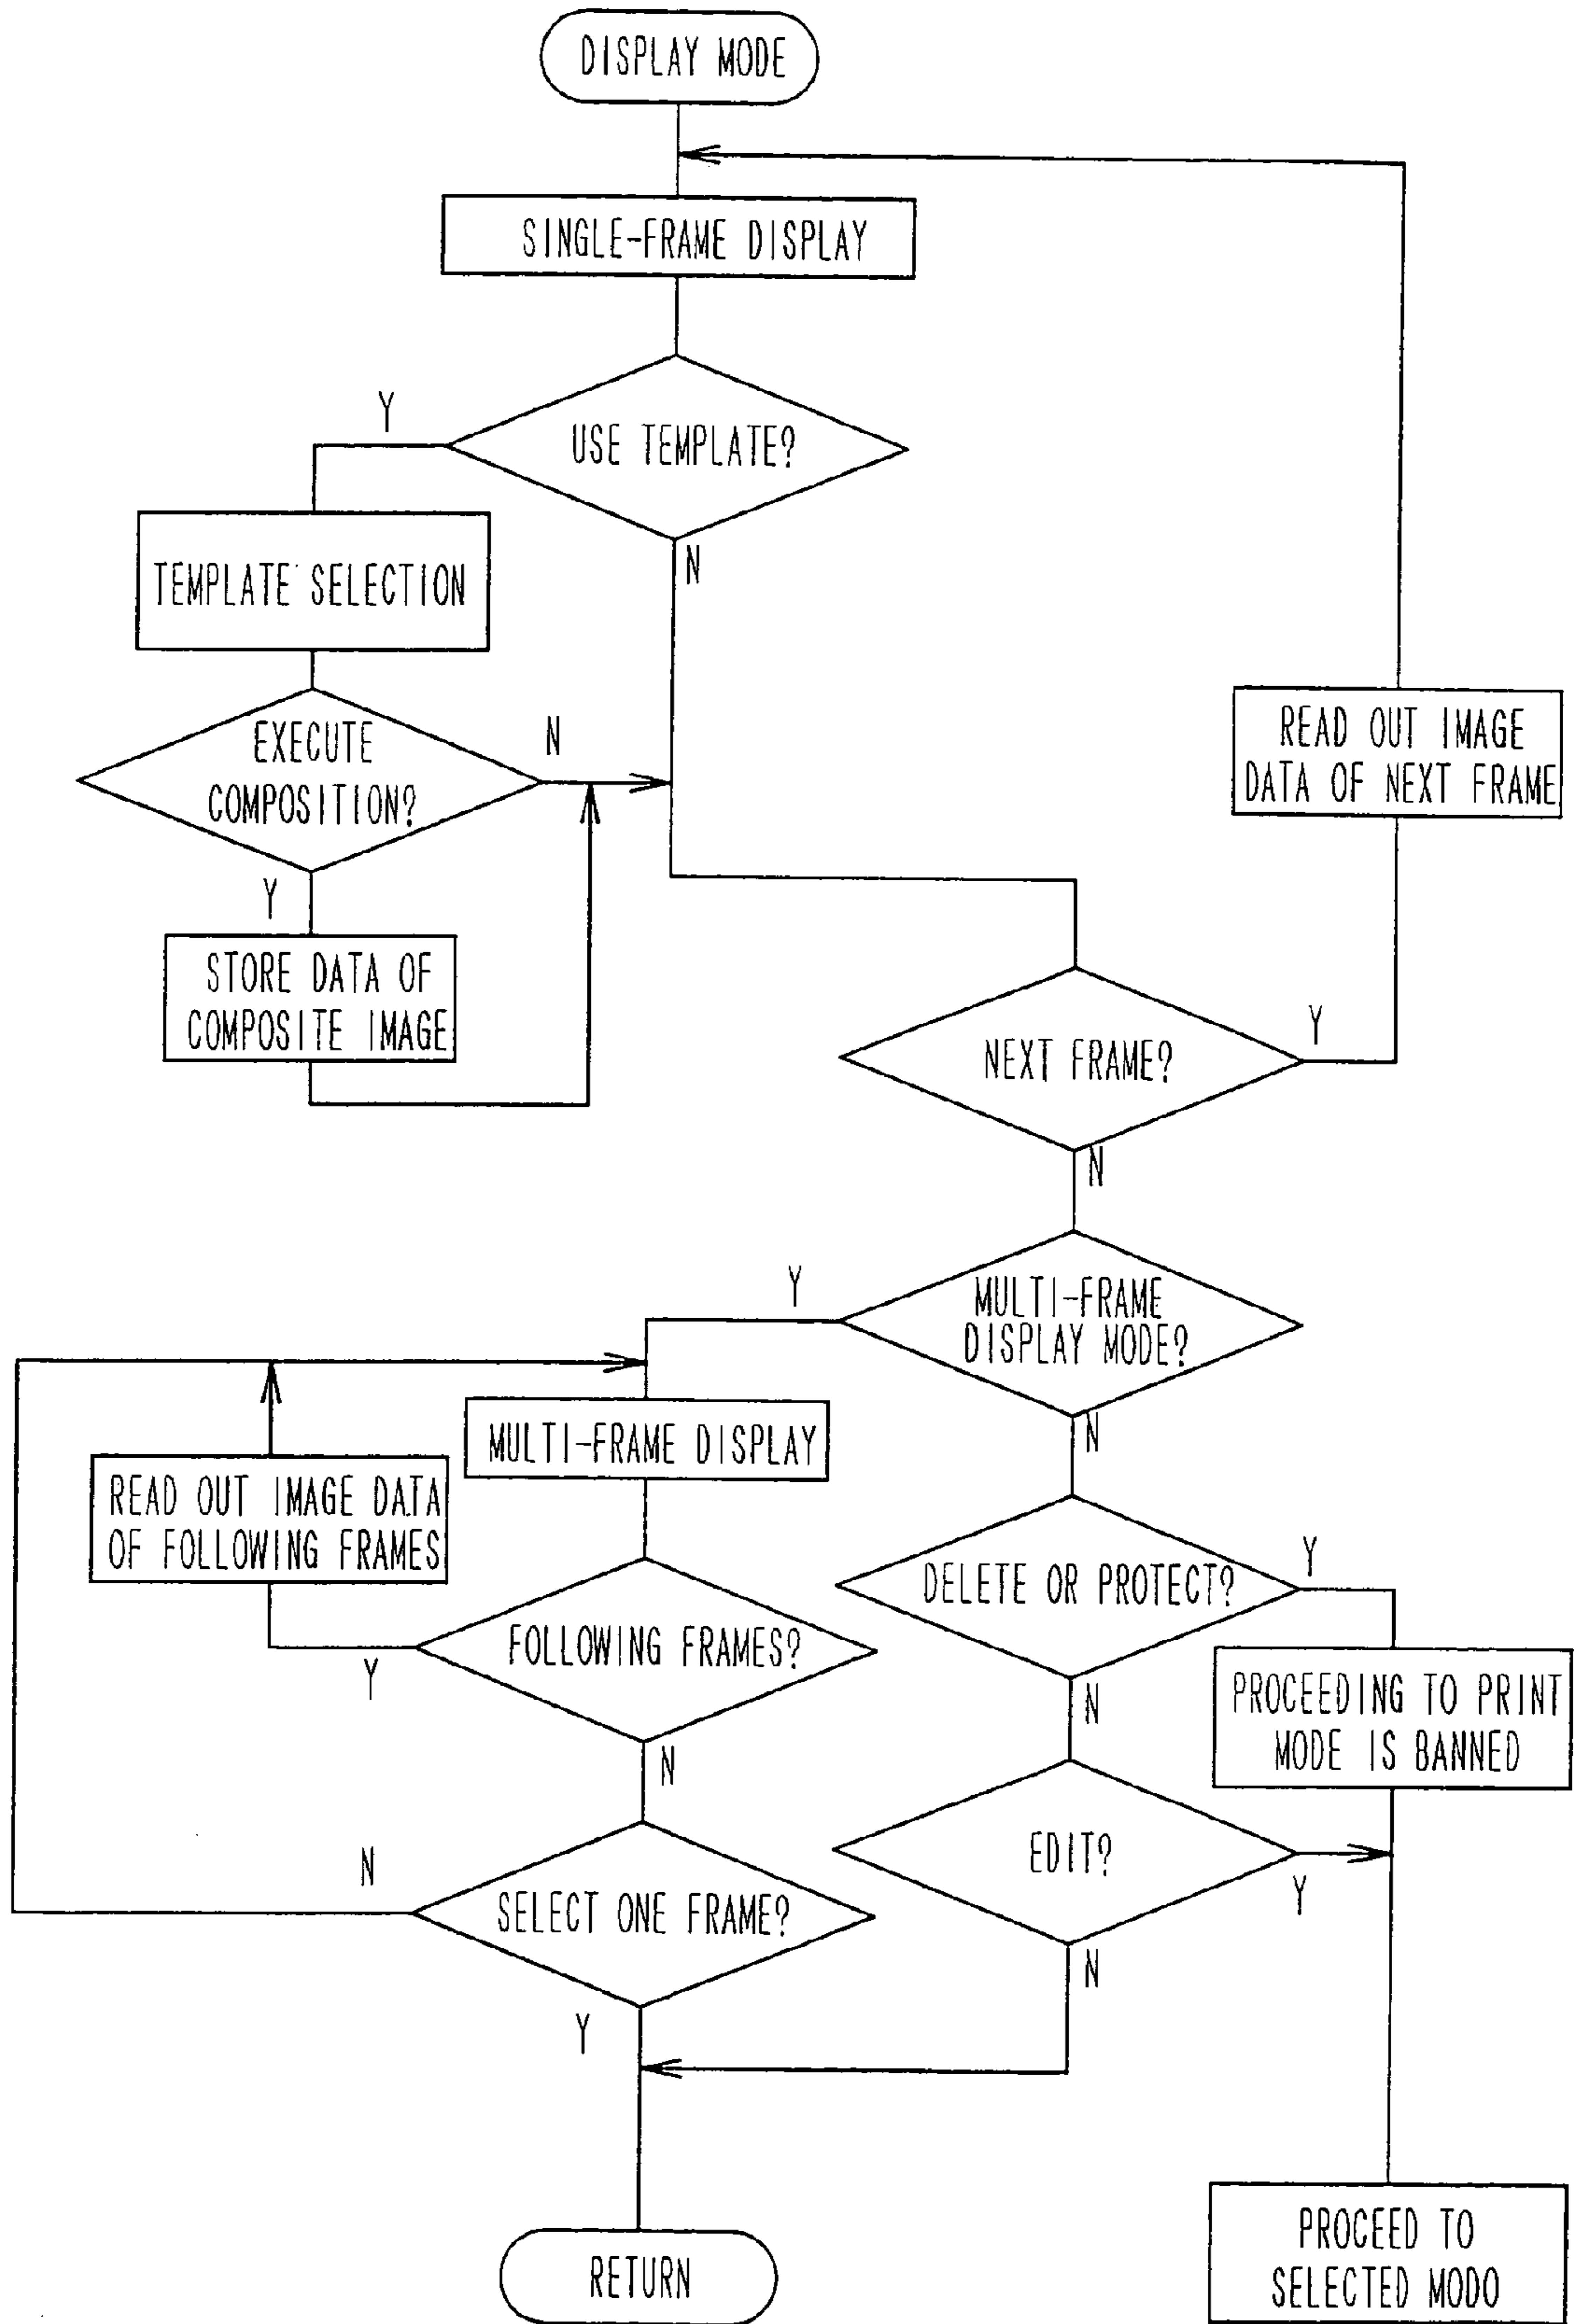 DISPLAY MODE
SINGLE-FRAME DISPLAY
Y
USE TEMPLATE?
N
TEMPLATE SELECTION
EXECUTE
COMPOSITION?
N
Y
STORE DATA OF
COMPOSITE IMAGE
READ OUT IMAGE
DATA OF NEXT FRAME
NEXT FRAME?
Y
N
MULTI-FRAME
DISPLAY MODE?
Y
N
MULTI-FRAME DISPLAY
READ OUT IMAGE DATA
OF FOLLOWING FRAMES
FOLLOWING FRAMES?
Y
N
DELETE OR PROTECT?
Y
N
PROCEEDING TO PRINT
MODE IS BANNED
SELECT ONE FRAME?
N
Y
EDIT?
Y
N
RETURN
PROCEED TO
SELECTED MODO